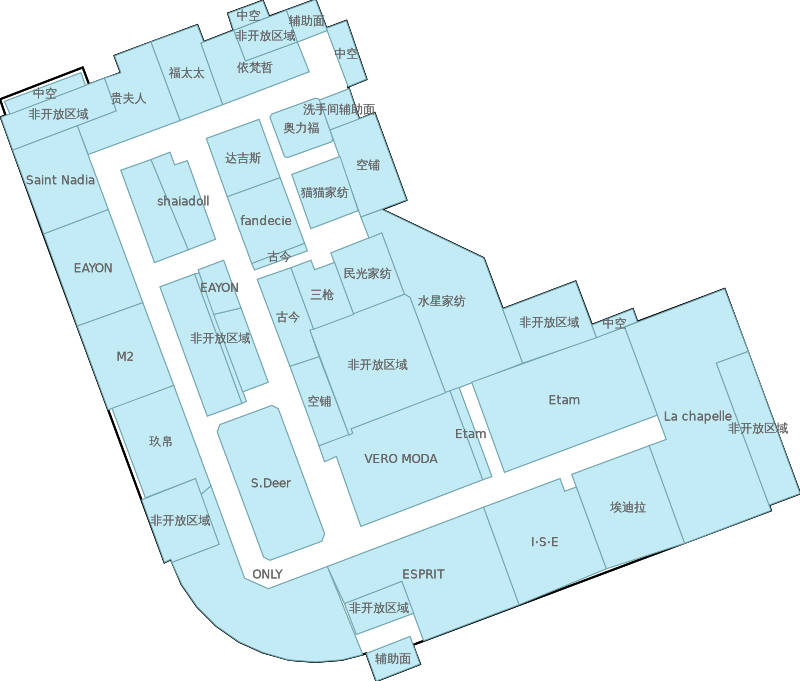 中空
辅助面
非开放区域
中空
依梵哲
福太太
中空
贵夫人
非开放区域
洗手间辅助面
奥力福
达吉斯
空铺
Saint Nadia
猫猫家纺
shaiadoll
fandecie
古今
EAYON
民光家纺
EAYON
三枪
水星家纺
古今
非开放区域
中空
非开放区域
M2
非开放区域
Etam
空铺
La chapelle
非开放区域
Etam
玖帛
VERO MODA
S.Deer
埃迪拉
非开放区域
I·S·E
ONLY
ESPRIT
非开放区域
辅助面